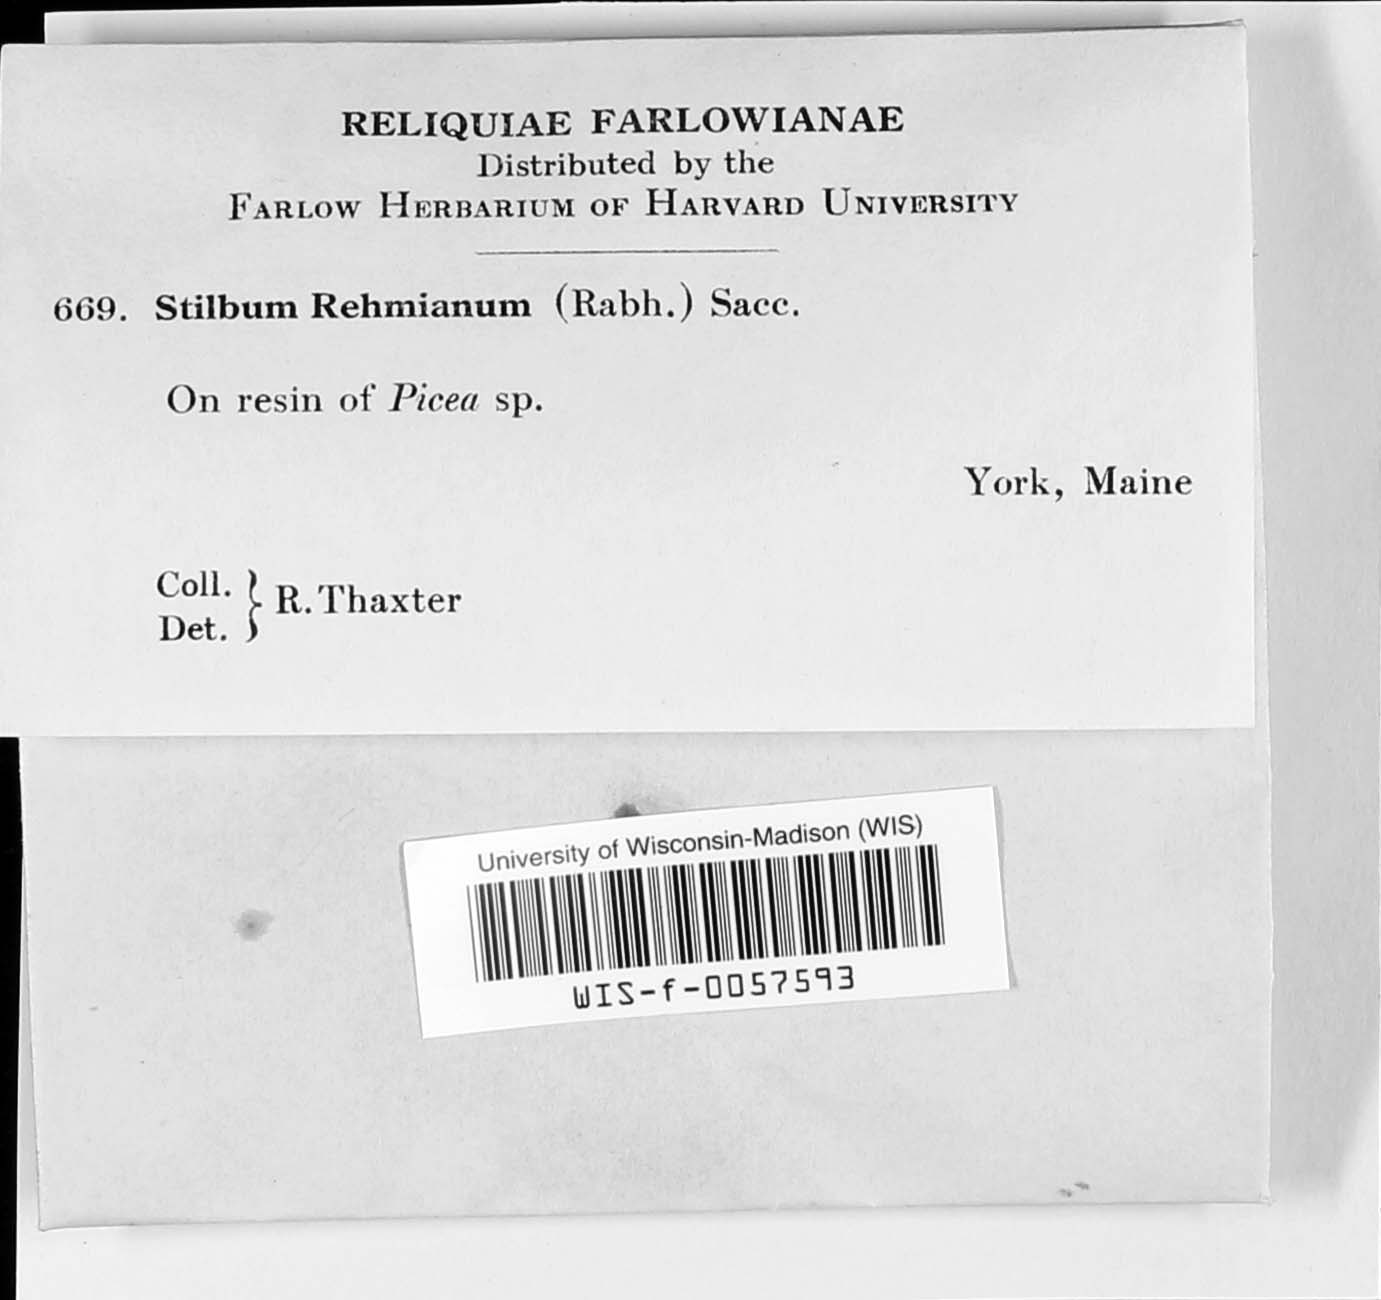 RELIQUIAE FARLOWIANAE
Distributed by the
FARLOW HERBARIUM OF HARVARD UNIVERSITY
669. Stilbum Rehmianum (Rabh.) Sacc.
On resin of Picea sp.
York, Maine
Coll. } R. Thaxter
Det.
University of Wisconsin-Madison (WIS)
WIS-f-0057593